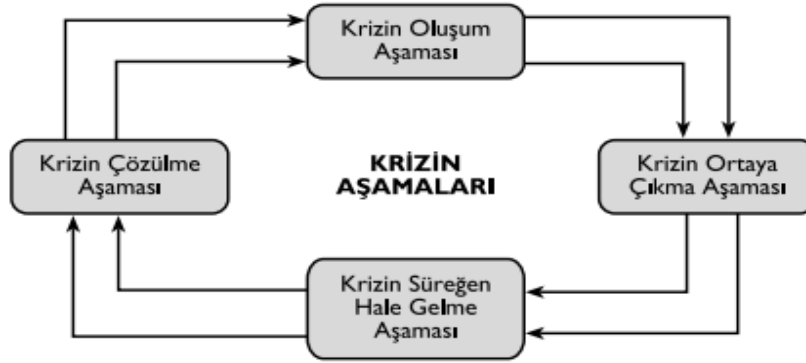 Krizin Oluşum
Aşaması
Krizin Çözülme
Aşaması
KRİZİN
AŞAMALARI
Krizin Ortaya
Çıkma Aşaması
Krizin Süreğen
Hale Gelme
Aşaması